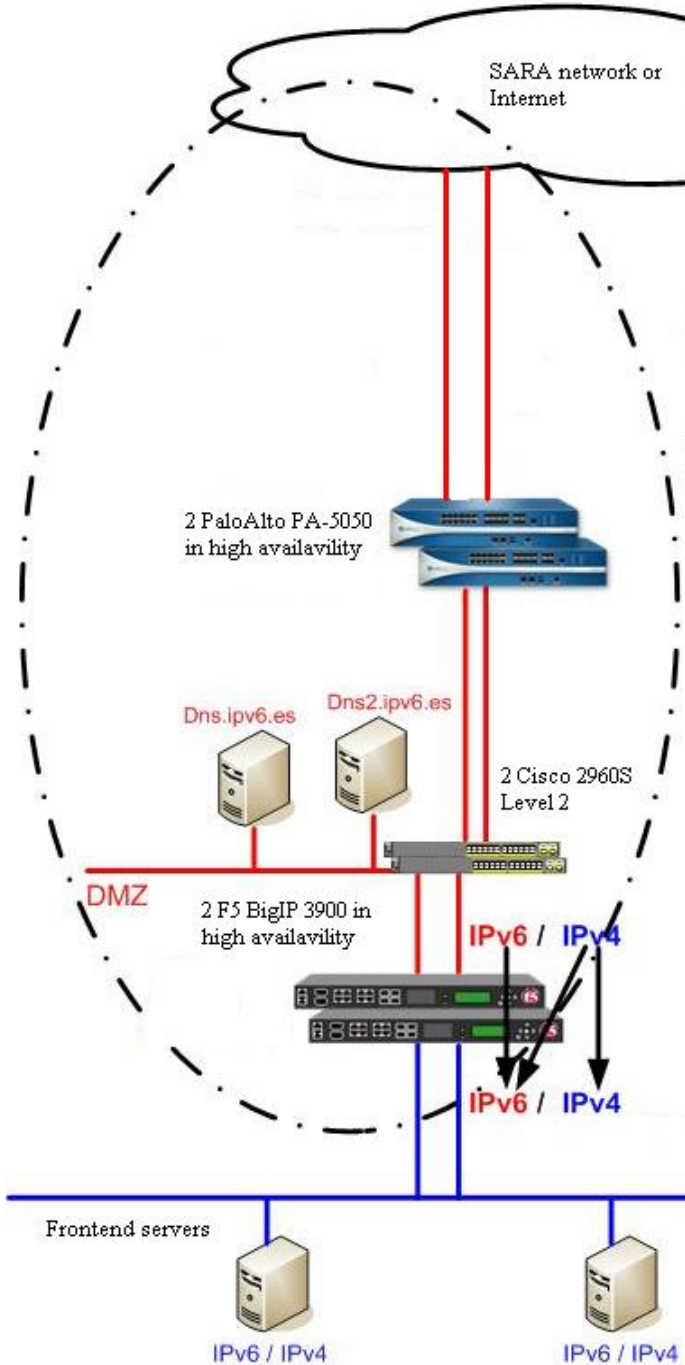 SARA network or
Internet
2 PaloAlto PA-5050
in high availavility
Dns.ipv6.es
Dns2.ipv6.es
2 Cisco 2960S
Level 2
DMZ
2 F5 BigIP 3900 in
high availavility
IPv6 / IPv4
f5
f5
IPv6 / IPv4
Frontend servers
IPv6 / IPv4
IPv6 / IPv4